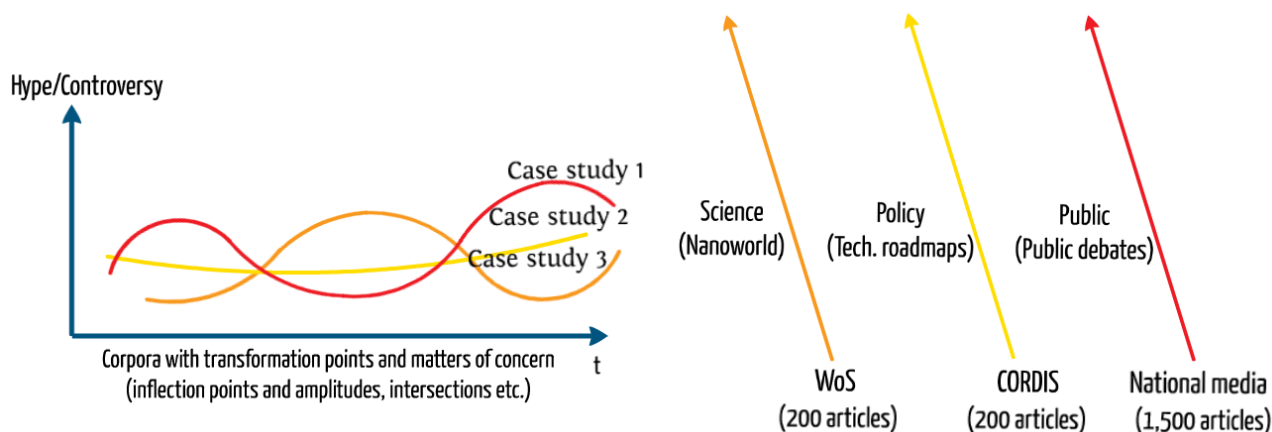 Hype/Controversy
Case study 1
Case study 2
Case study 3
t
Corpora with transformation points and matters of concern
(inflection points and amplitudes, intersections etc.)
Science
(Nanoworld)
Policy
(Tech. roadmaps)
Public
(Public debates)
WoS
(200 articles)
CORDIS
(200 articles)
National media
(1,500 articles)